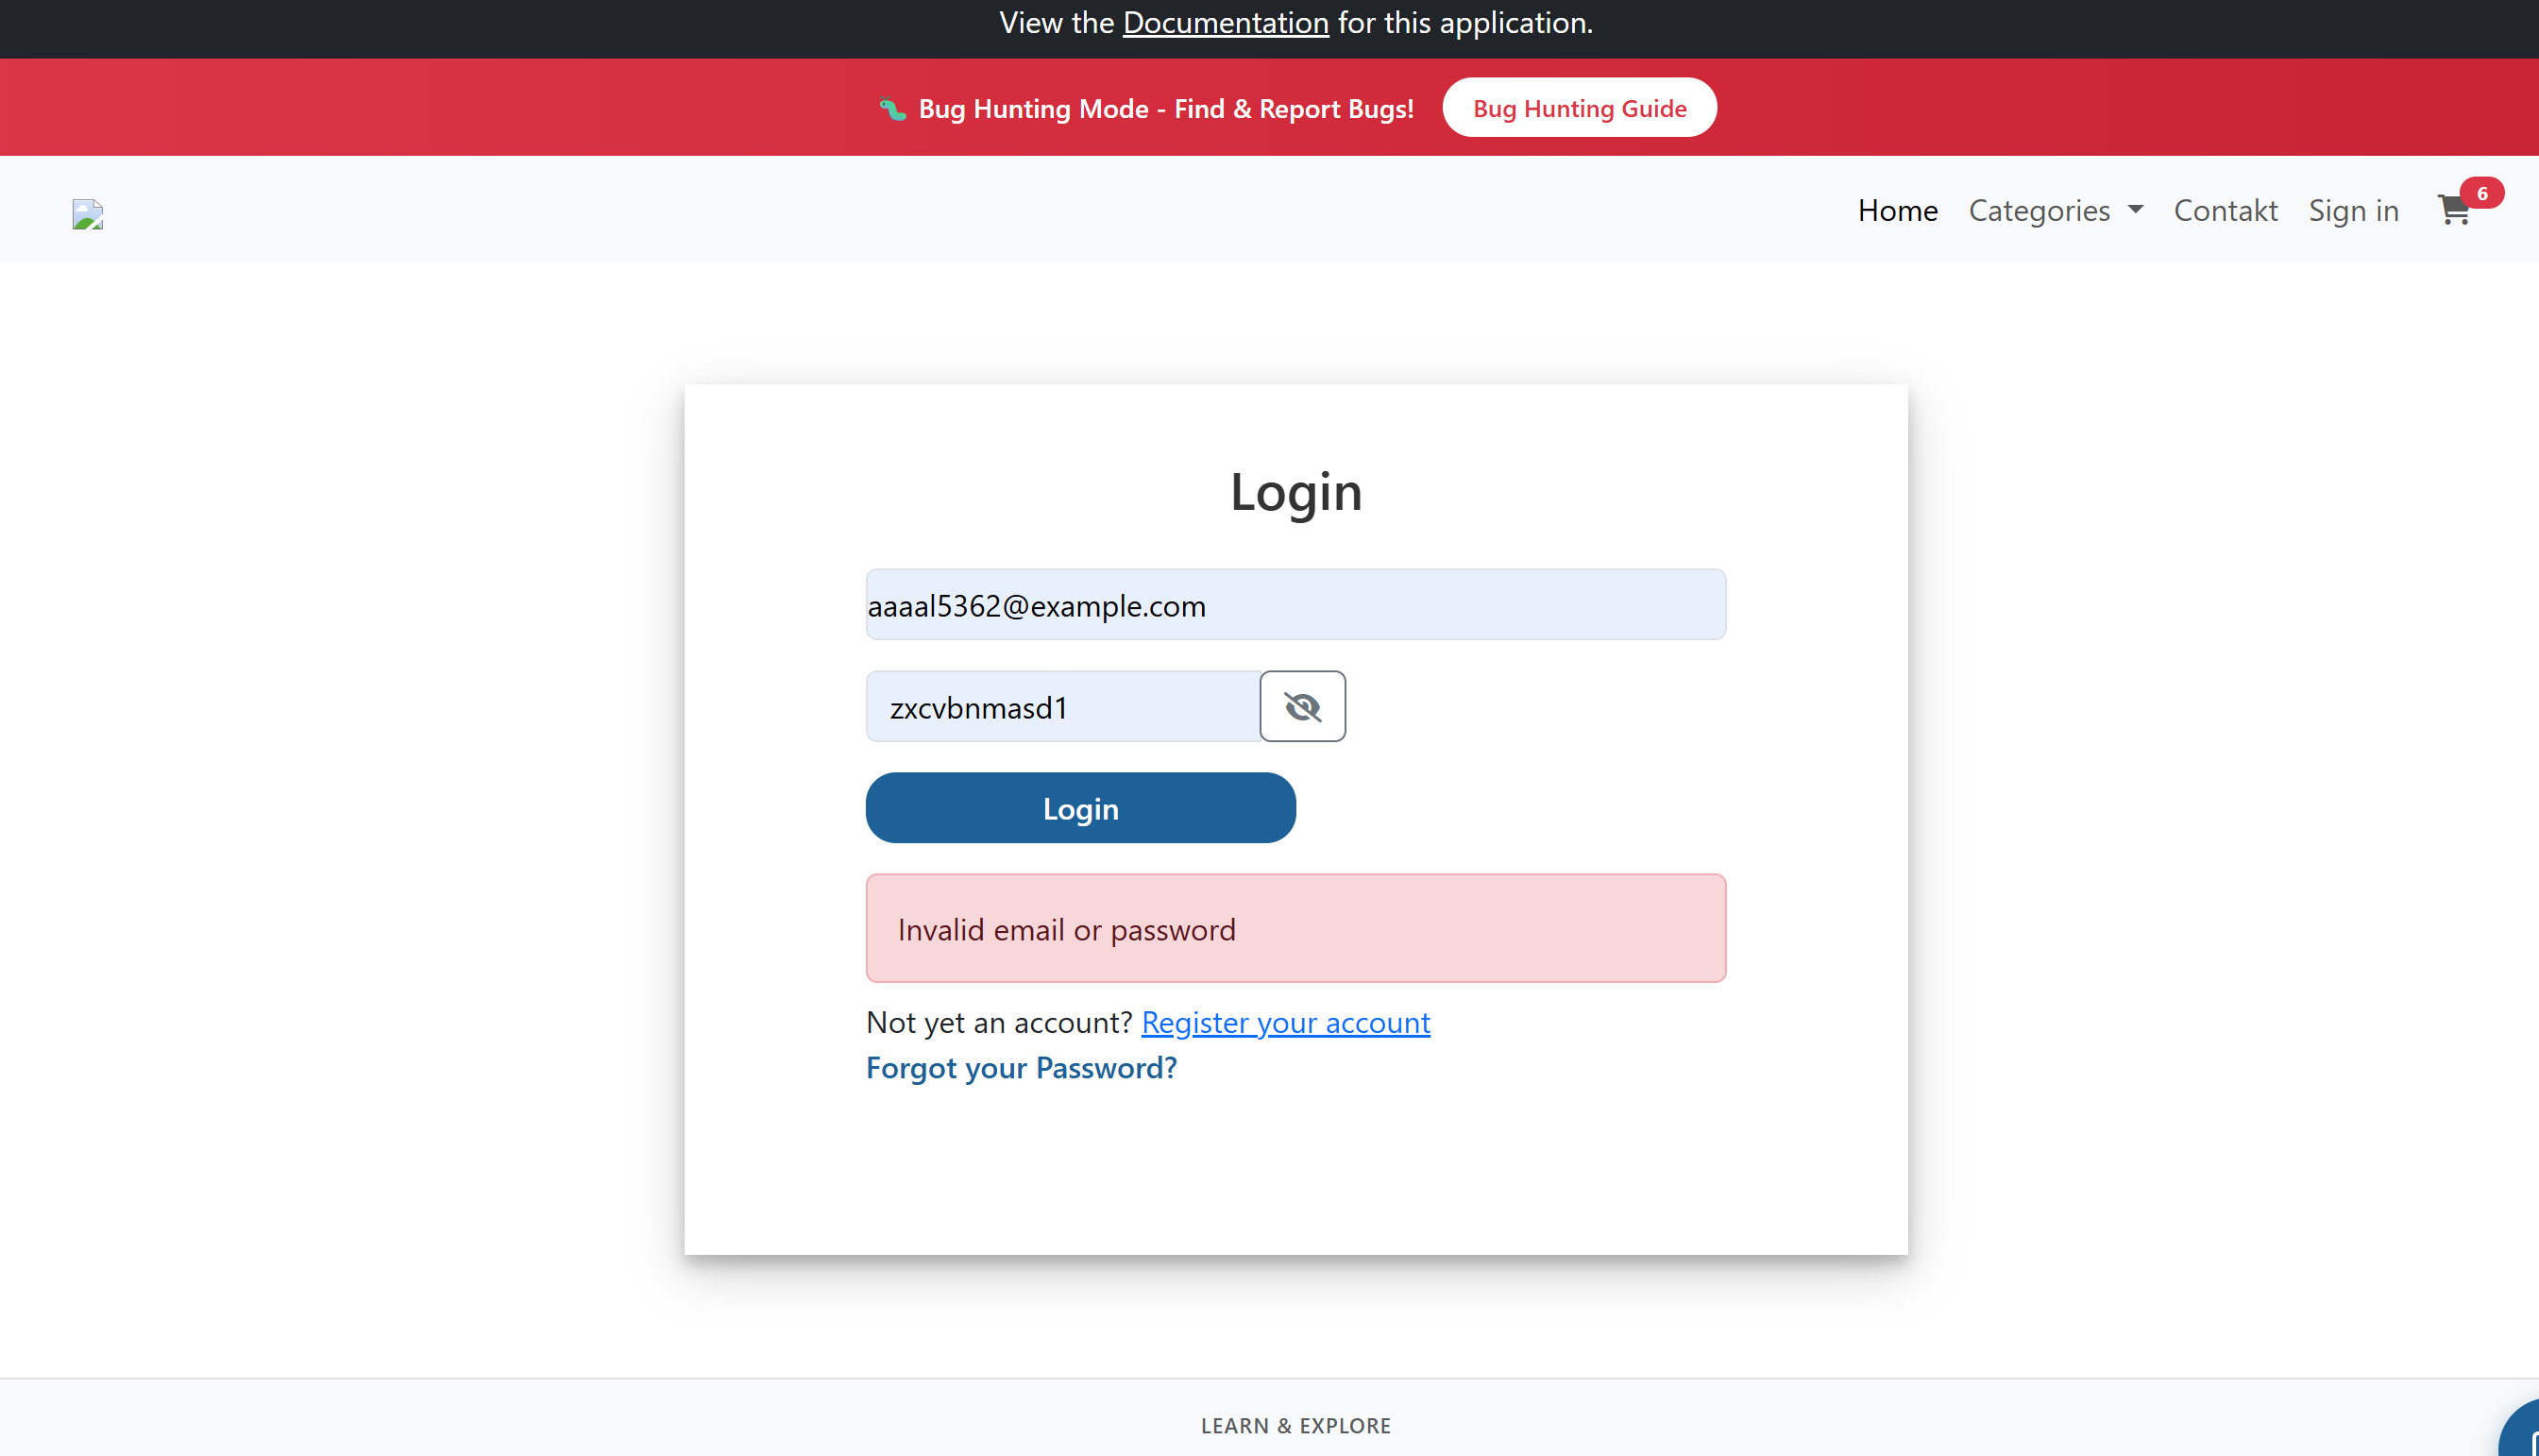 View the Documentation for this application.
Bug Hunting Mode - Find & Report Bugs! Bug Hunting Guide
Home Categories Contakt Sign in 6
Login
aaaal5362@example.com
zxcvbnmasd1
Login
Invalid email or password
Not yet an account? Register your account
Forgot your Password?
LEARN & EXPLORE